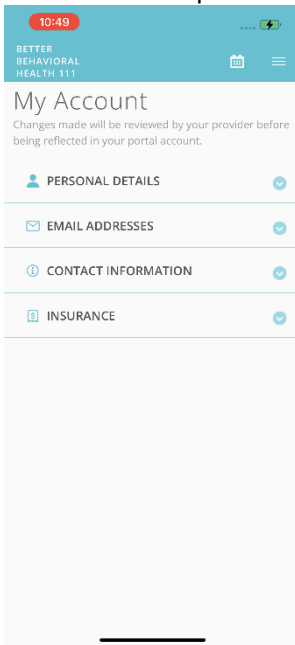 10:49
BETTER
BEHAVIORAL
HEALTH 111
My Account
Changes made will be reviewed by your provider before
being reflected in your portal account.
PERSONAL DETAILS
EMAIL ADDRESSES
CONTACT INFORMATION
INSURANCE